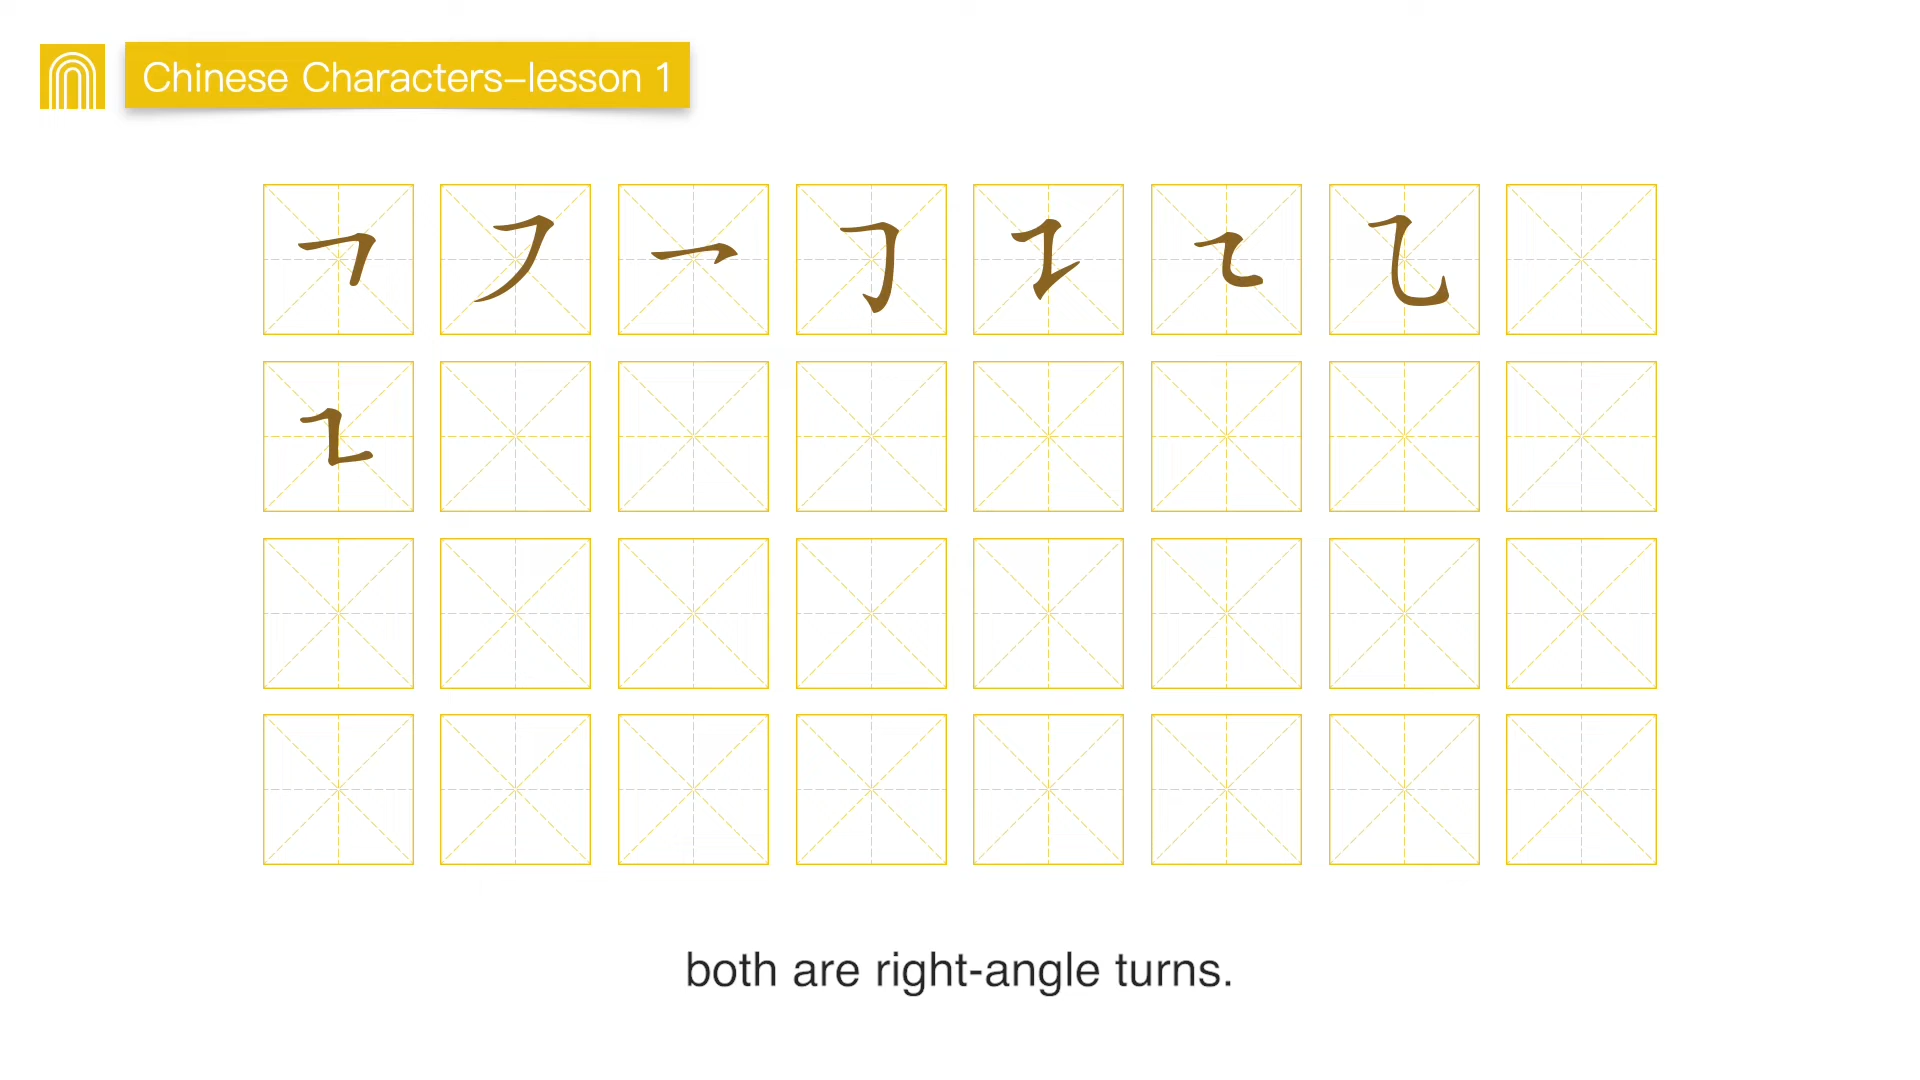 Chinese Characters–lesson 1
㇕ ㇇ ㇖ ㇆ ㇊ ㇍ ㇈
㇅
both are right-angle turns.